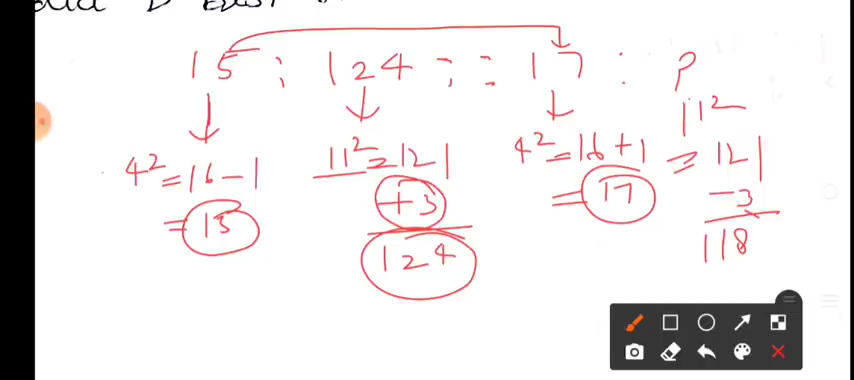 15 : 124 : : 17 : ?
4² = 16 - 1
= 15
11² = 121
+3
124
4² = 16 + 1
= 17
11²
= 121
-3
118